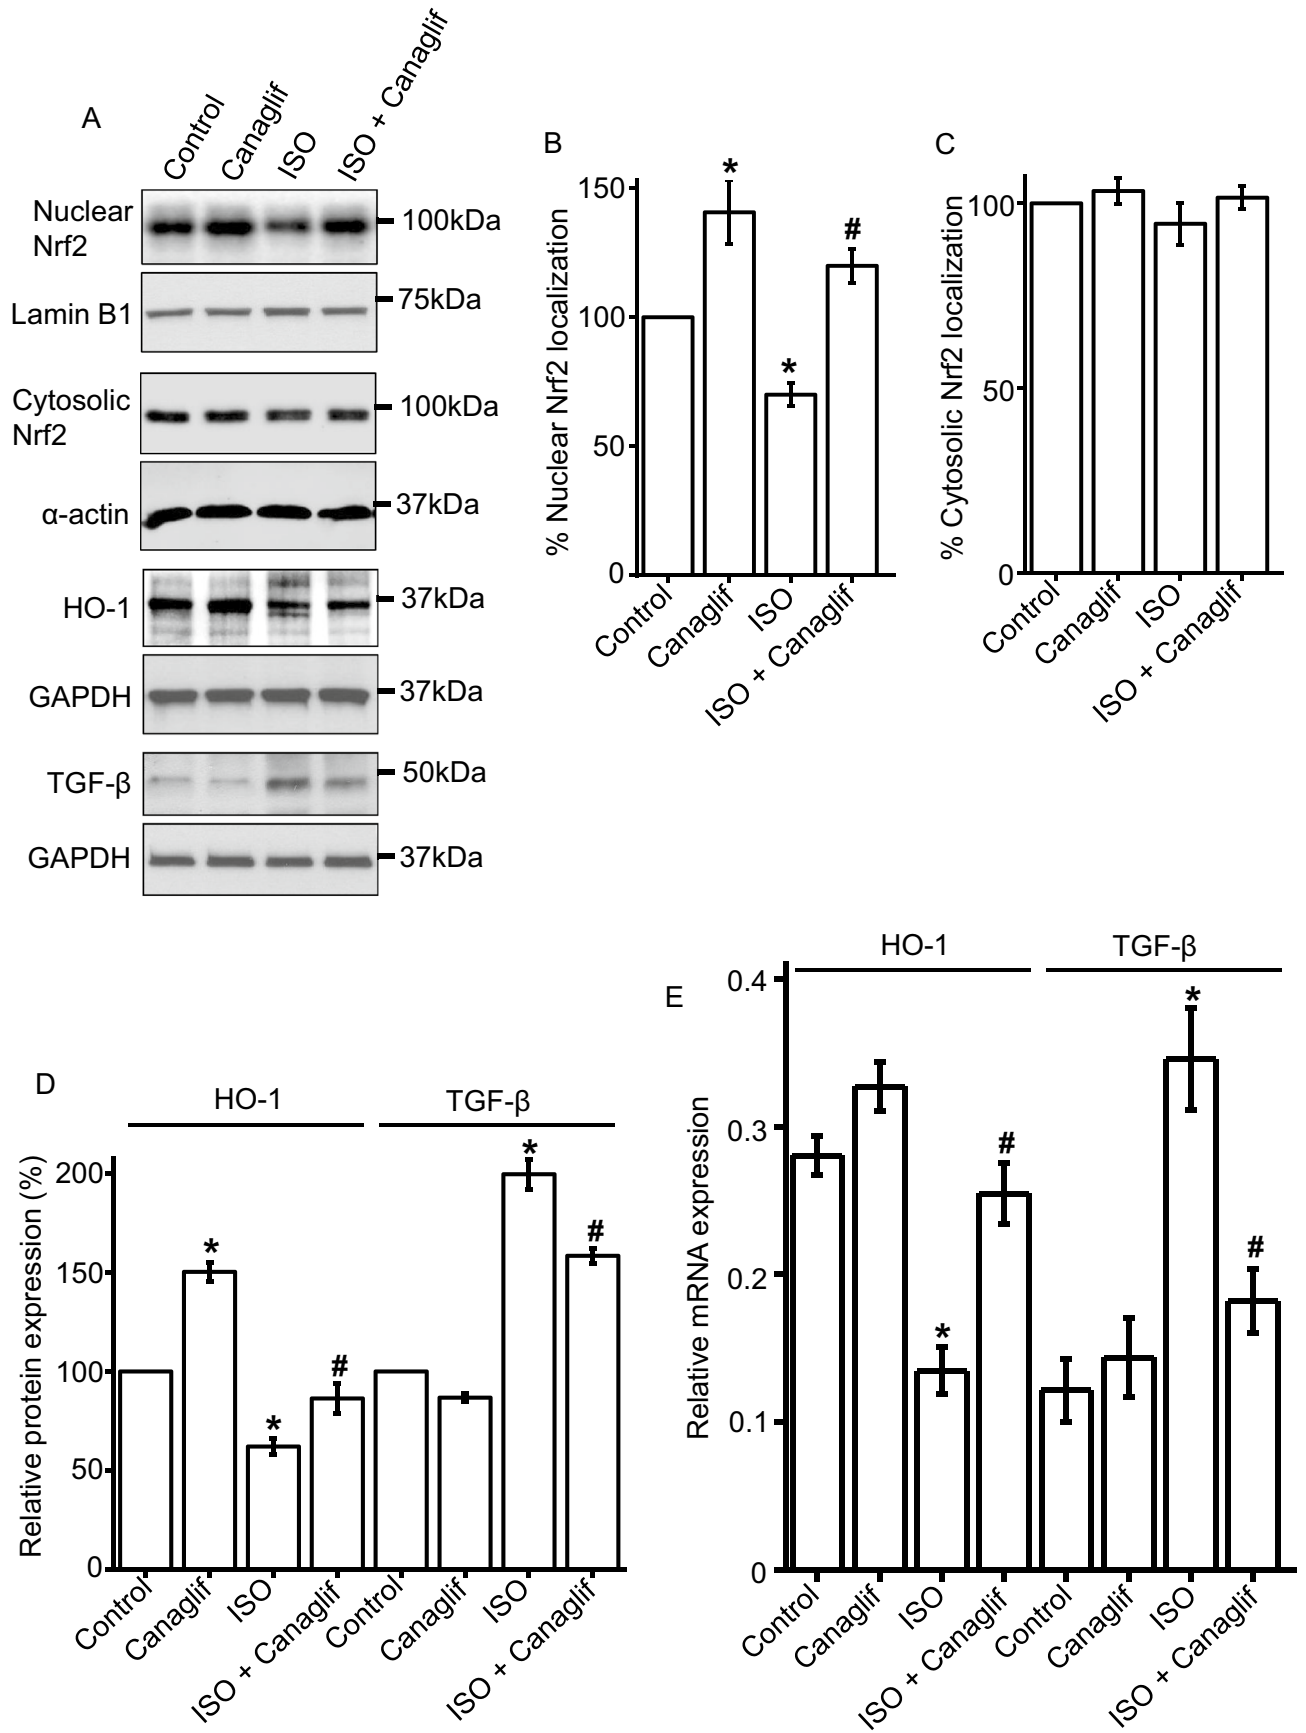 A
Control
Canaglif
ISO
ISO + Canaglif
Nuclear
Nrf2
100kDa
Lamin B1
75kDa
Cytosolic
Nrf2
100kDa
α-actin
37kDa
HO-1
37kDa
GAPDH
37kDa
TGF-β
50kDa
GAPDH
37kDa
B
% Nuclear Nrf2 localization
150
100
50
0
*
*
#
Control
Canaglif
ISO
ISO + Canaglif
C
% Cytosolic Nrf2 localization
100
50
0
Control
Canaglif
ISO
ISO + Canaglif
D
HO-1
TGF-β
Relative protein expression (%)
200
150
100
50
0
*
*
#
*
#
Control
Canaglif
ISO
ISO + Canaglif
Control
Canaglif
ISO
ISO + Canaglif
E
HO-1
TGF-β
Relative mRNA expression
0.4
0.3
0.2
0.1
0
*
#
*
#
Control
Canaglif
ISO
ISO + Canaglif
Control
Canaglif
ISO
ISO + Canaglif